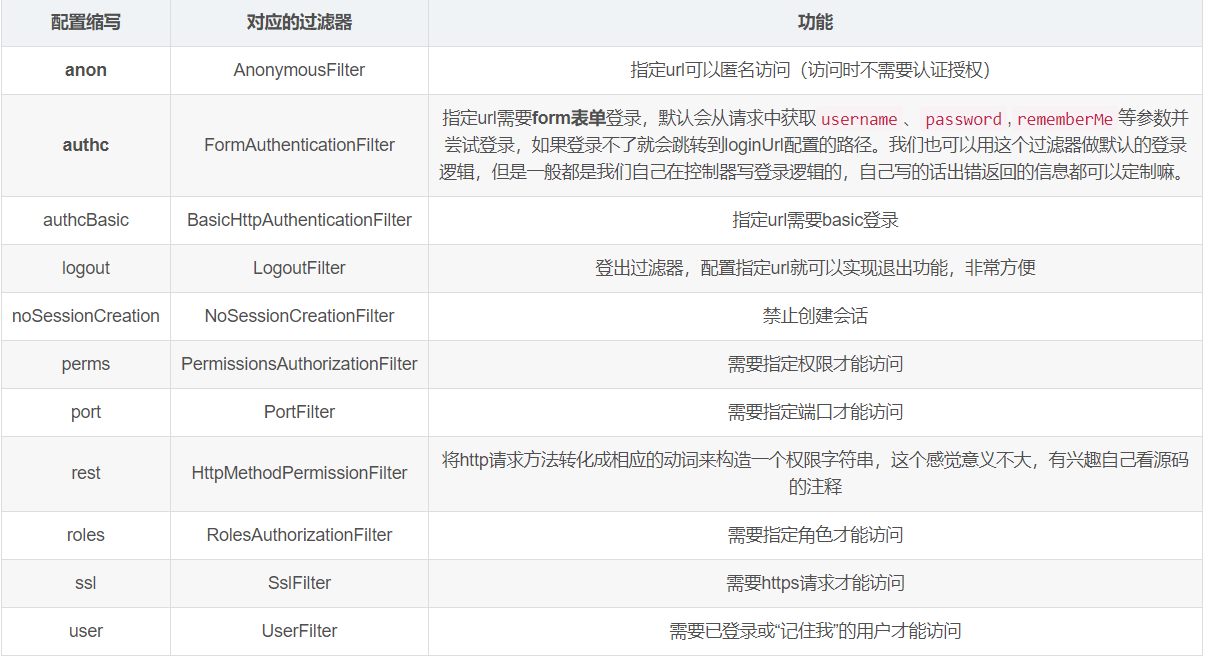 配置缩写 对应的过滤器 功能
anon AnonymousFilter 指定url可以匿名访问（访问时不需要认证授权）
指定url需要form表单登录，默认会从请求中获取 username 、 password , rememberMe 等参数并
authc FormAuthenticationFilter 尝试登录，如果登录不了就会跳转到loginUrl配置的路径。我们也可以用这个过滤器做默认的登录
逻辑，但是一般都是我们自己在控制器写登录逻辑的，自己写的话出错返回的信息都可以定制嘛。
authcBasic BasicHttpAuthenticationFilter 指定url需要basic登录
logout LogoutFilter 登出过滤器，配置指定url就可以实现退出功能，非常方便
noSessionCreation NoSessionCreationFilter 禁止创建会话
perms PermissionsAuthorizationFilter 需要指定权限才能访问
port PortFilter 需要指定端口才能访问
rest HttpMethodPermissionFilter 将http请求方法转化成相应的动词来构造一个权限字符串，这个感觉意义不大，有兴趣自己看源码
的注释
roles RolesAuthorizationFilter 需要指定角色才能访问
ssl SslFilter 需要https请求才能访问
user UserFilter 需要已登录或“记住我”的用户才能访问